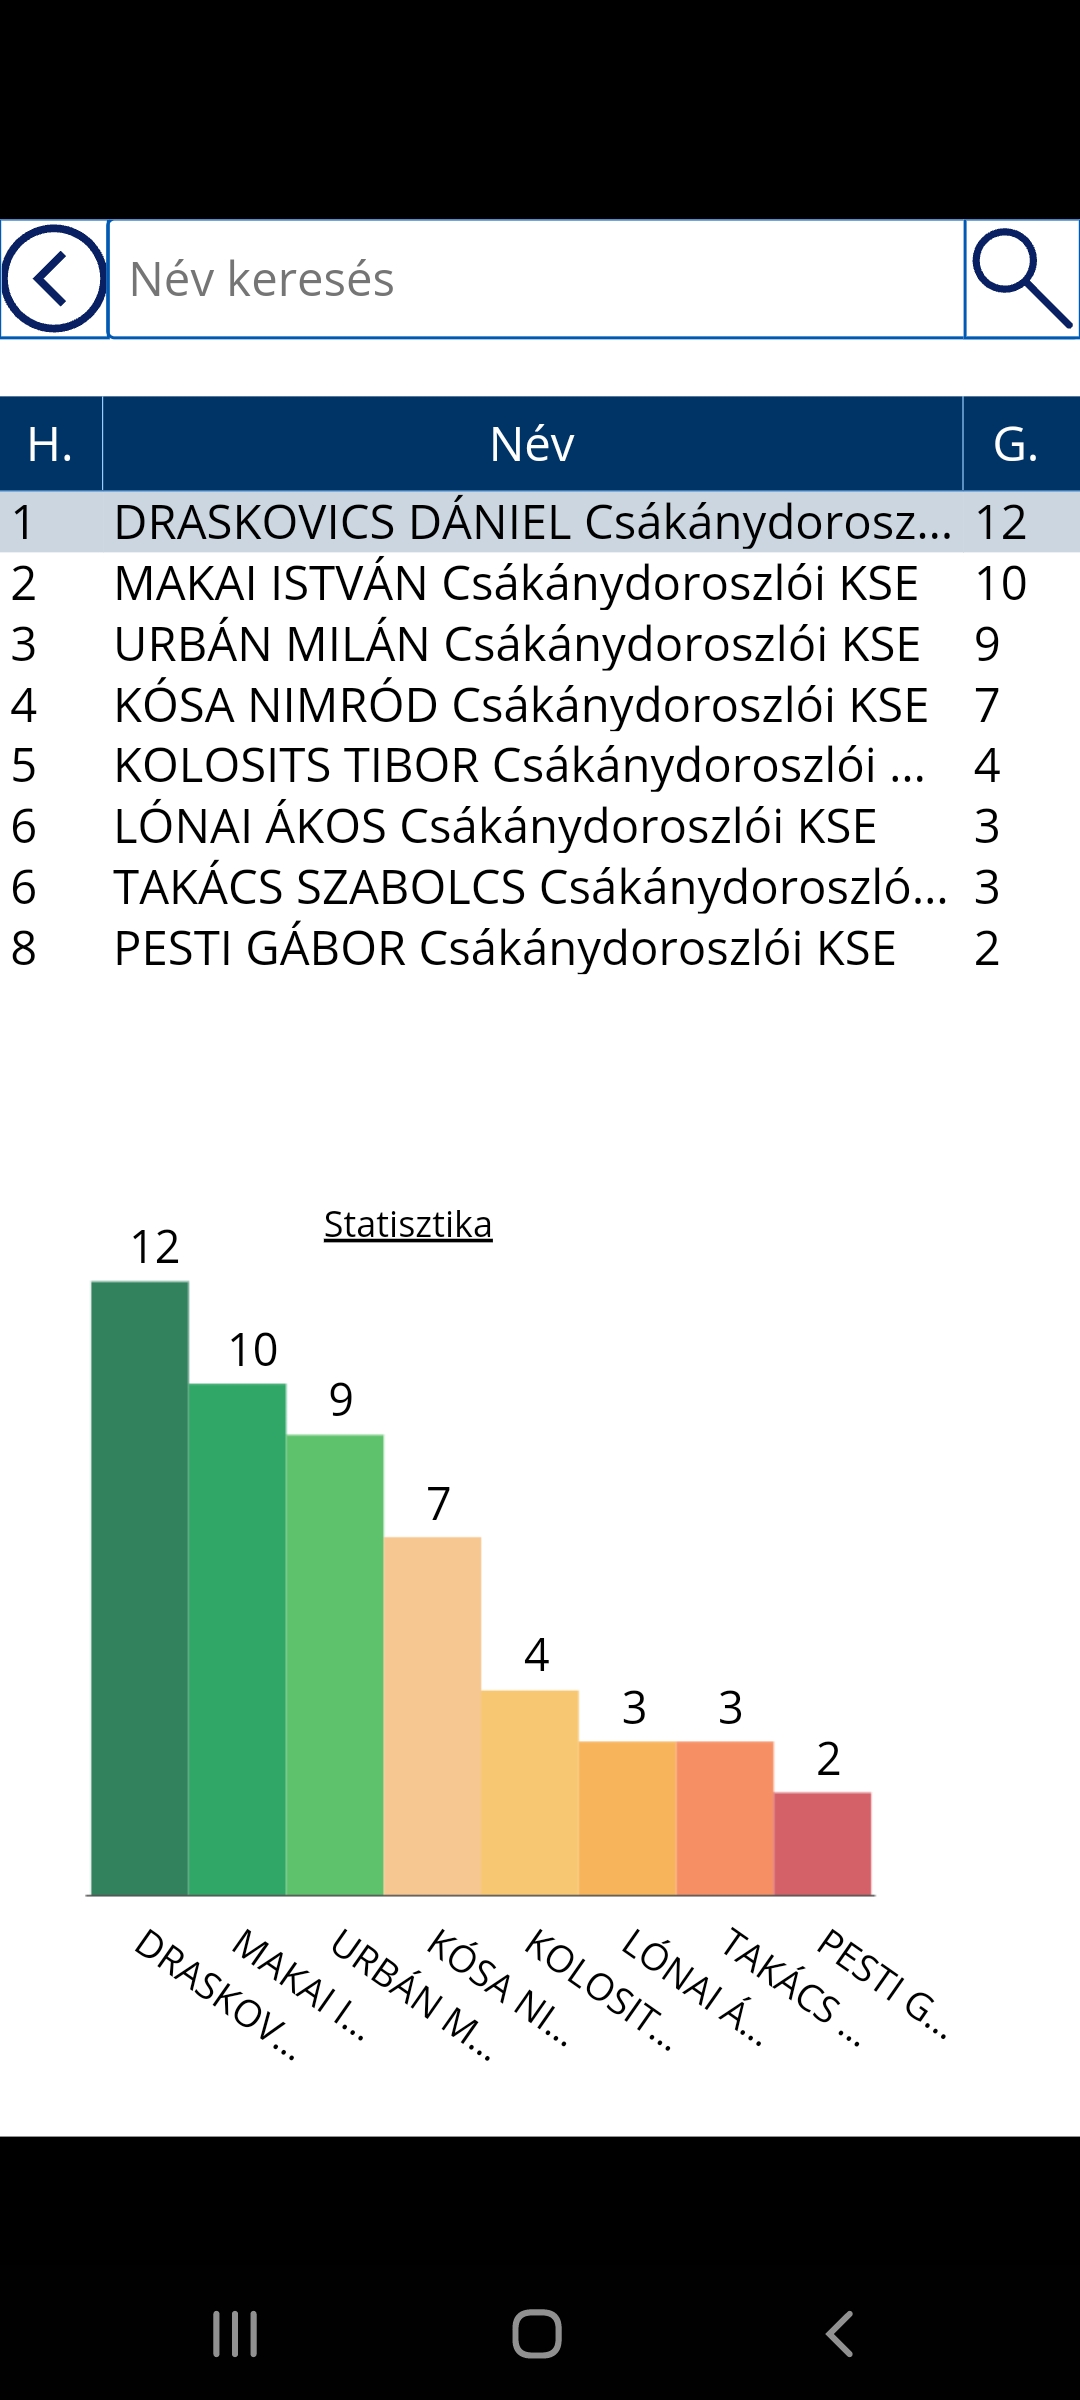 Név keresés
H. Név G.
1 DRASKOVICS DÁNIEL Csákánydorosz... 12
2 MAKAI ISTVÁN Csákánydoroszlói KSE 10
3 URBÁN MILÁN Csákánydoroszlói KSE 9
4 KÓSA NIMRÓD Csákánydoroszlói KSE 7
5 KOLOSITS TIBOR Csákánydoroszlói ... 4
6 LÓNAI ÁKOS Csákánydoroszlói KSE 3
6 TAKÁCS SZABOLCS Csákánydoroszló... 3
8 PESTI GÁBOR Csákánydoroszlói KSE 2
Statisztika
12
10
9
7
4
3
3
2
DRASKOV...
MAKAI I...
URBÁN M...
KÓSA NI...
KOLOSIT...
LÓNAI Á...
TAKÁCS ...
PESTI G...